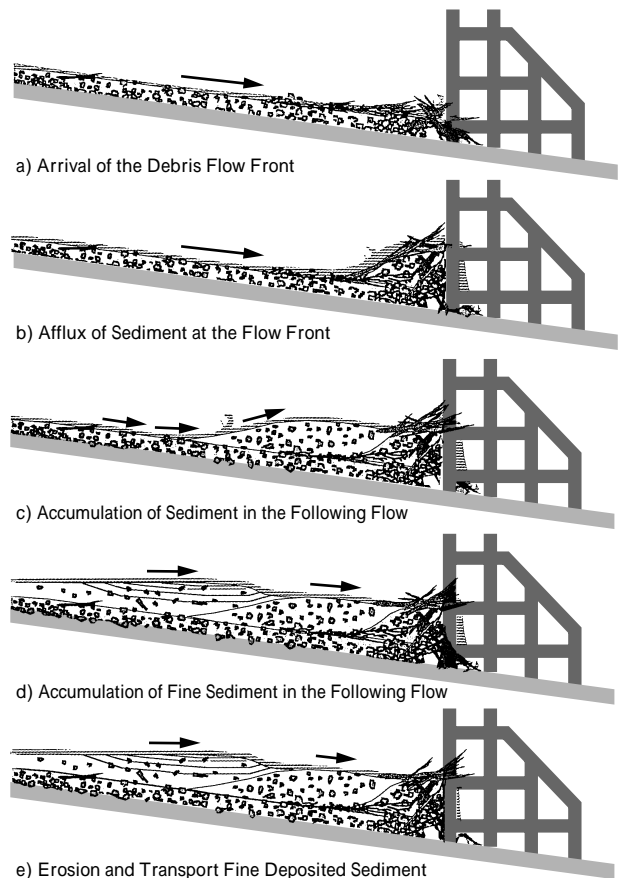 a) Arrival of the Debris Flow Front
b) Afflux of Sediment at the Flow Front
c) Accumulation of Sediment in the Following Flow
d) Accumulation of Fine Sediment in the Following Flow
e) Erosion and Transport Fine Deposited Sediment